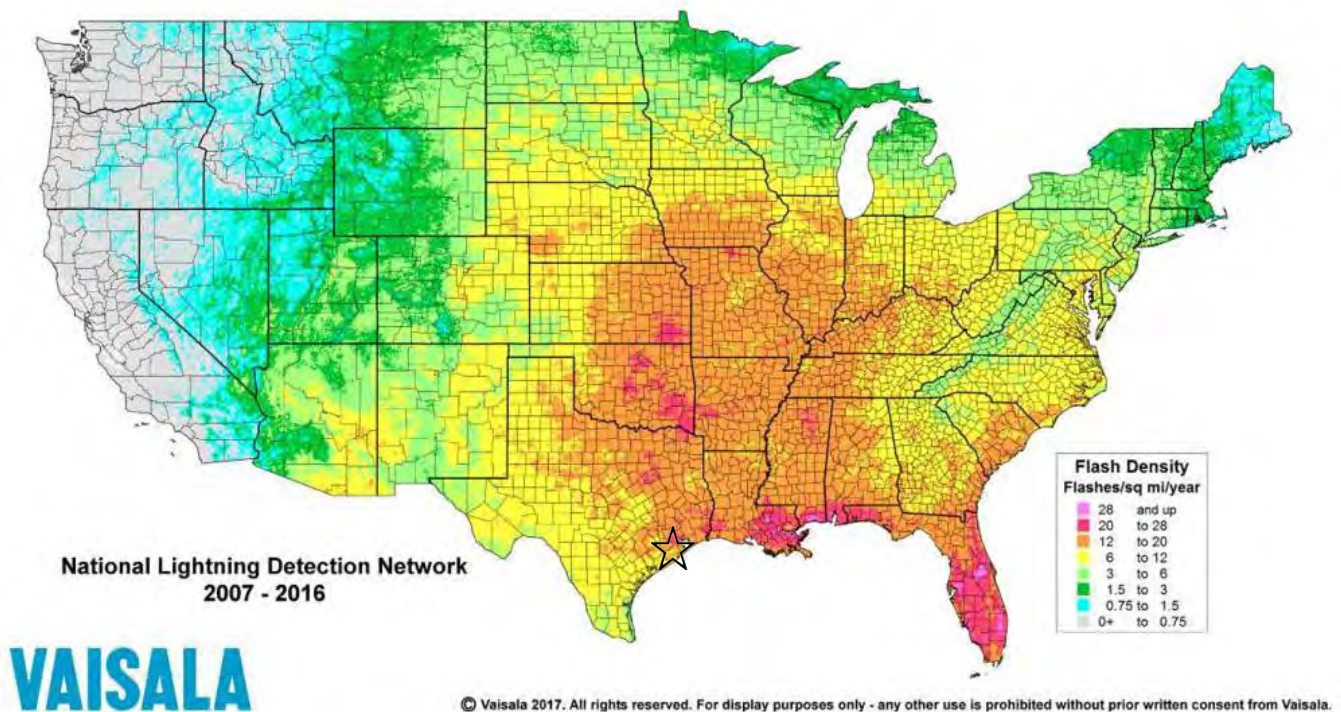 National Lightning Detection Network
2007 - 2016
Flash Density
Flashes/sq mi/year
28 and up
20 to 28
12 to 20
6 to 12
3 to 6
1.5 to 3
0.75 to 1.5
0+ to 0.75
VAISALA
© Vaisala 2017. All rights reserved. For display purposes only - any other use is prohibited without prior written consent from Vaisala.